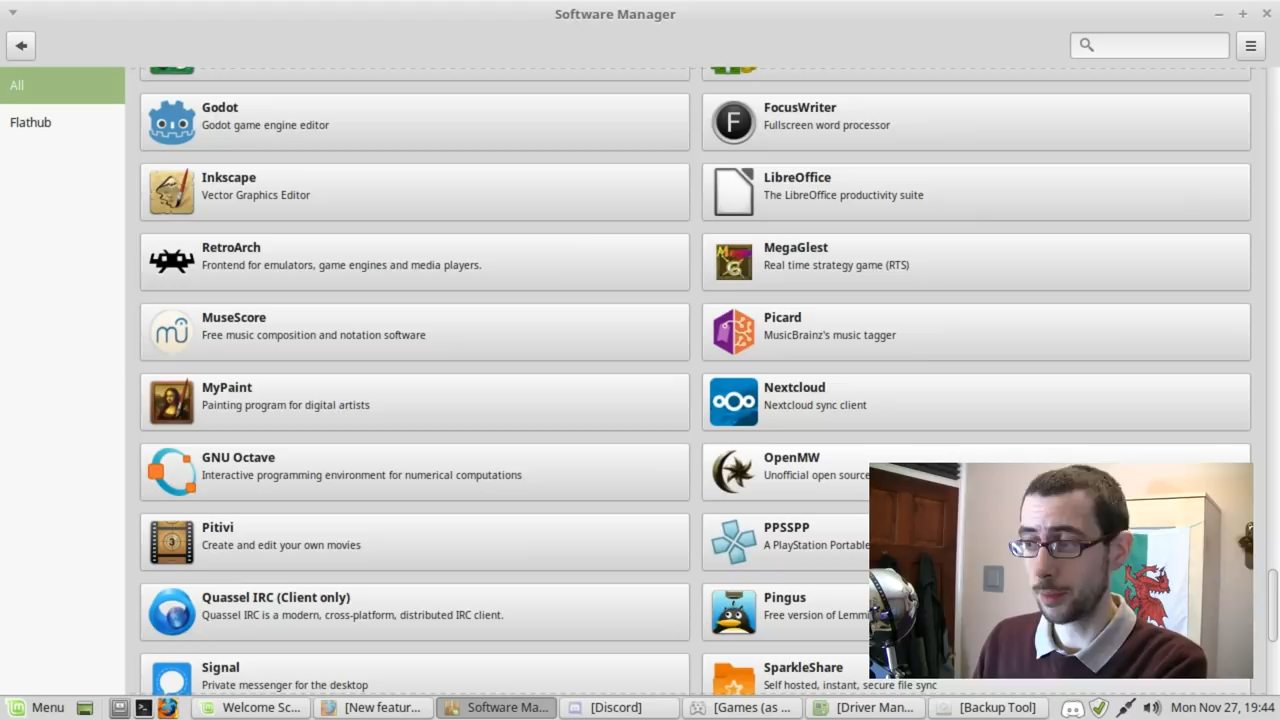 Software Manager
All
Flathub
Godot
Godot game engine editor
FocusWriter
Fullscreen word processor
Inkscape
Vector Graphics Editor
LibreOffice
The LibreOffice productivity suite
RetroArch
Frontend for emulators, game engines and media players.
MegaGlest
Real time strategy game (RTS)
MuseScore
Free music composition and notation software
Picard
MusicBrainz's music tagger
MyPaint
Painting program for digital artists
Nextcloud
Nextcloud sync client
GNU Octave
Interactive programming environment for numerical computations
OpenMW
Unofficial open source
Pitivi
Create and edit your own movies
PPSSPP
A PlayStation Portable
Quassel IRC (Client only)
Quassel IRC is a modern, cross-platform, distributed IRC client.
Pingus
Free version of Lemm
Signal
Private messenger for the desktop
SparkleShare
Self hosted, instant, secure file sync
Menu
Welcome Sc...
[New featur...
Software Ma...
[Discord]
[Games (as ...
[Driver Man...
[Backup Tool]
Mon Nov 27, 19:44